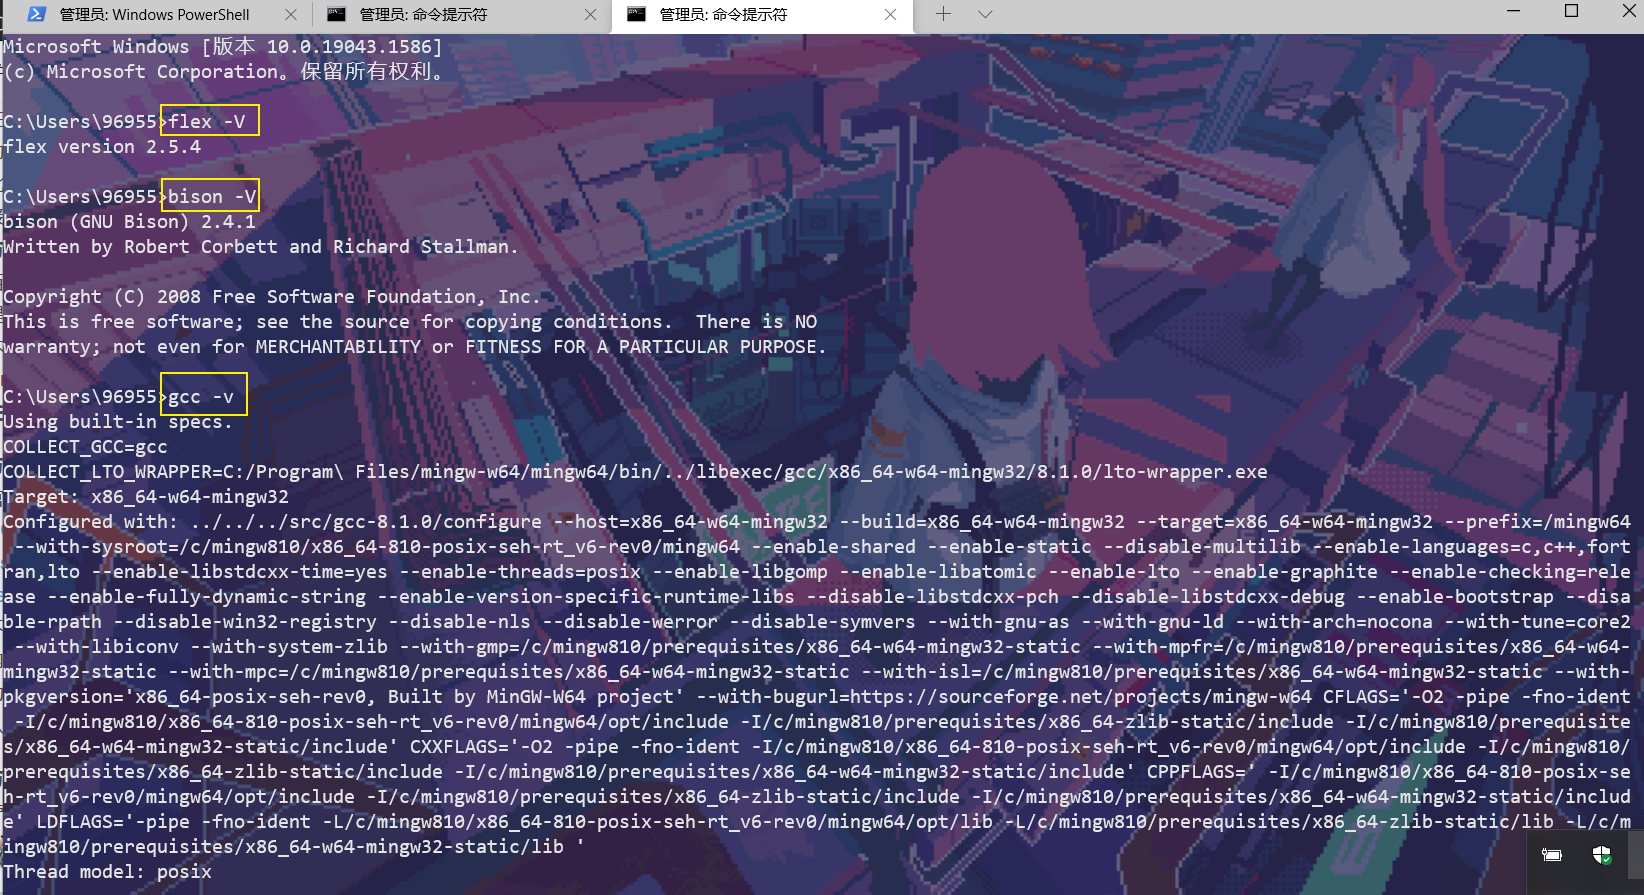 管理员: Windows PowerShell
管理员: 命令提示符
管理员: 命令提示符
Microsoft Windows [版本 10.0.19043.1586]
(c) Microsoft Corporation。保留所有权利。
C:\Users\96955>flex -V
flex version 2.5.4
C:\Users\96955>bison -V
bison (GNU Bison) 2.4.1
Written by Robert Corbett and Richard Stallman.
Copyright (C) 2008 Free Software Foundation, Inc.
This is free software; see the source for copying conditions.  There is NO
warranty; not even for MERCHANTABILITY or FITNESS FOR A PARTICULAR PURPOSE.
C:\Users\96955>gcc -v
Using built-in specs.
COLLECT_GCC=gcc
COLLECT_LTO_WRAPPER=C:/Program\ Files/mingw-w64/mingw64/bin/../libexec/gcc/x86_64-w64-mingw32/8.1.0/lto-wrapper.exe
Target: x86_64-w64-mingw32
Configured with: ../../../src/gcc-8.1.0/configure --host=x86_64-w64-mingw32 --build=x86_64-w64-mingw32 --target=x86_64-w64-mingw32 --prefix=/mingw64
 --with-sysroot=/c/mingw810/x86_64-810-posix-seh-rt_v6-rev0/mingw64 --enable-shared --enable-static --disable-multilib --enable-languages=c,c++,fort
ran,lto --enable-libstdcxx-time=yes --enable-threads=posix --enable-libgomp --enable-libatomic --enable-lto --enable-graphite --enable-checking=rele
ase --enable-fully-dynamic-string --enable-version-specific-runtime-libs --disable-libstdcxx-pch --disable-libstdcxx-debug --enable-bootstrap --disa
ble-rpath --disable-win32-registry --disable-nls --disable-werror --disable-symvers --with-gnu-as --with-gnu-ld --with-arch=nocona --with-tune=core2
 --with-libiconv --with-system-zlib --with-gmp=/c/mingw810/prerequisites/x86_64-w64-mingw32-static --with-mpfr=/c/mingw810/prerequisites/x86_64-w64-
mingw32-static --with-mpc=/c/mingw810/prerequisites/x86_64-w64-mingw32-static --with-isl=/c/mingw810/prerequisites/x86_64-w64-mingw32-static --with-
pkgversion='x86_64-posix-seh-rev0, Built by MinGW-W64 project' --with-bugurl=https://sourceforge.net/projects/mingw-w64 CFLAGS='-O2 -pipe -fno-ident
 -I/c/mingw810/x86_64-810-posix-seh-rt_v6-rev0/mingw64/opt/include -I/c/mingw810/prerequisites/x86_64-zlib-static/include -I/c/mingw810/prerequisite
s/x86_64-w64-mingw32-static/include' CXXFLAGS='-O2 -pipe -fno-ident -I/c/mingw810/x86_64-810-posix-seh-rt_v6-rev0/mingw64/opt/include -I/c/mingw810/
prerequisites/x86_64-zlib-static/include -I/c/mingw810/prerequisites/x86_64-w64-mingw32-static/include' CPPFLAGS=' -I/c/mingw810/x86_64-810-posix-se
h-rt_v6-rev0/mingw64/opt/include -I/c/mingw810/prerequisites/x86_64-zlib-static/include -I/c/mingw810/prerequisites/x86_64-w64-mingw32-static/includ
e' LDFLAGS='-pipe -fno-ident -L/c/mingw810/x86_64-810-posix-seh-rt_v6-rev0/mingw64/opt/lib -L/c/mingw810/prerequisites/x86_64-zlib-static/lib -L/c/m
ingw810/prerequisites/x86_64-w64-mingw32-static/lib '
Thread model: posix